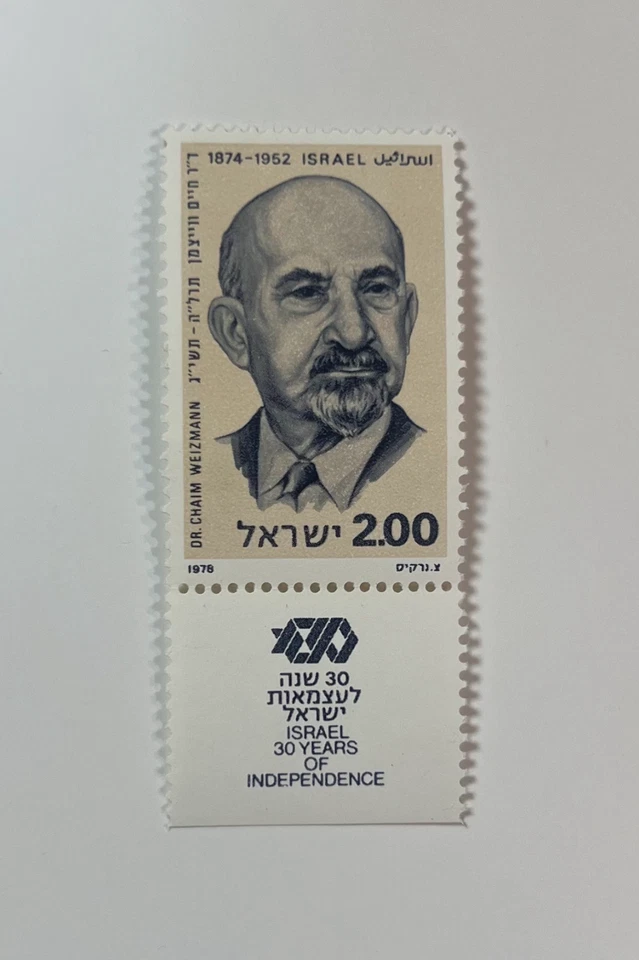 1874-1952 ISRAEL اسرائيل
ד"ר חיים ווייצמן תרל"ה - תשי"ג
DR. CHAIM WEIZMANN
ישראל 2.00
1978
צ. נרקיס
30 שנה
לעצמאות
ישראל
ISRAEL
30 YEARS
OF
INDEPENDENCE